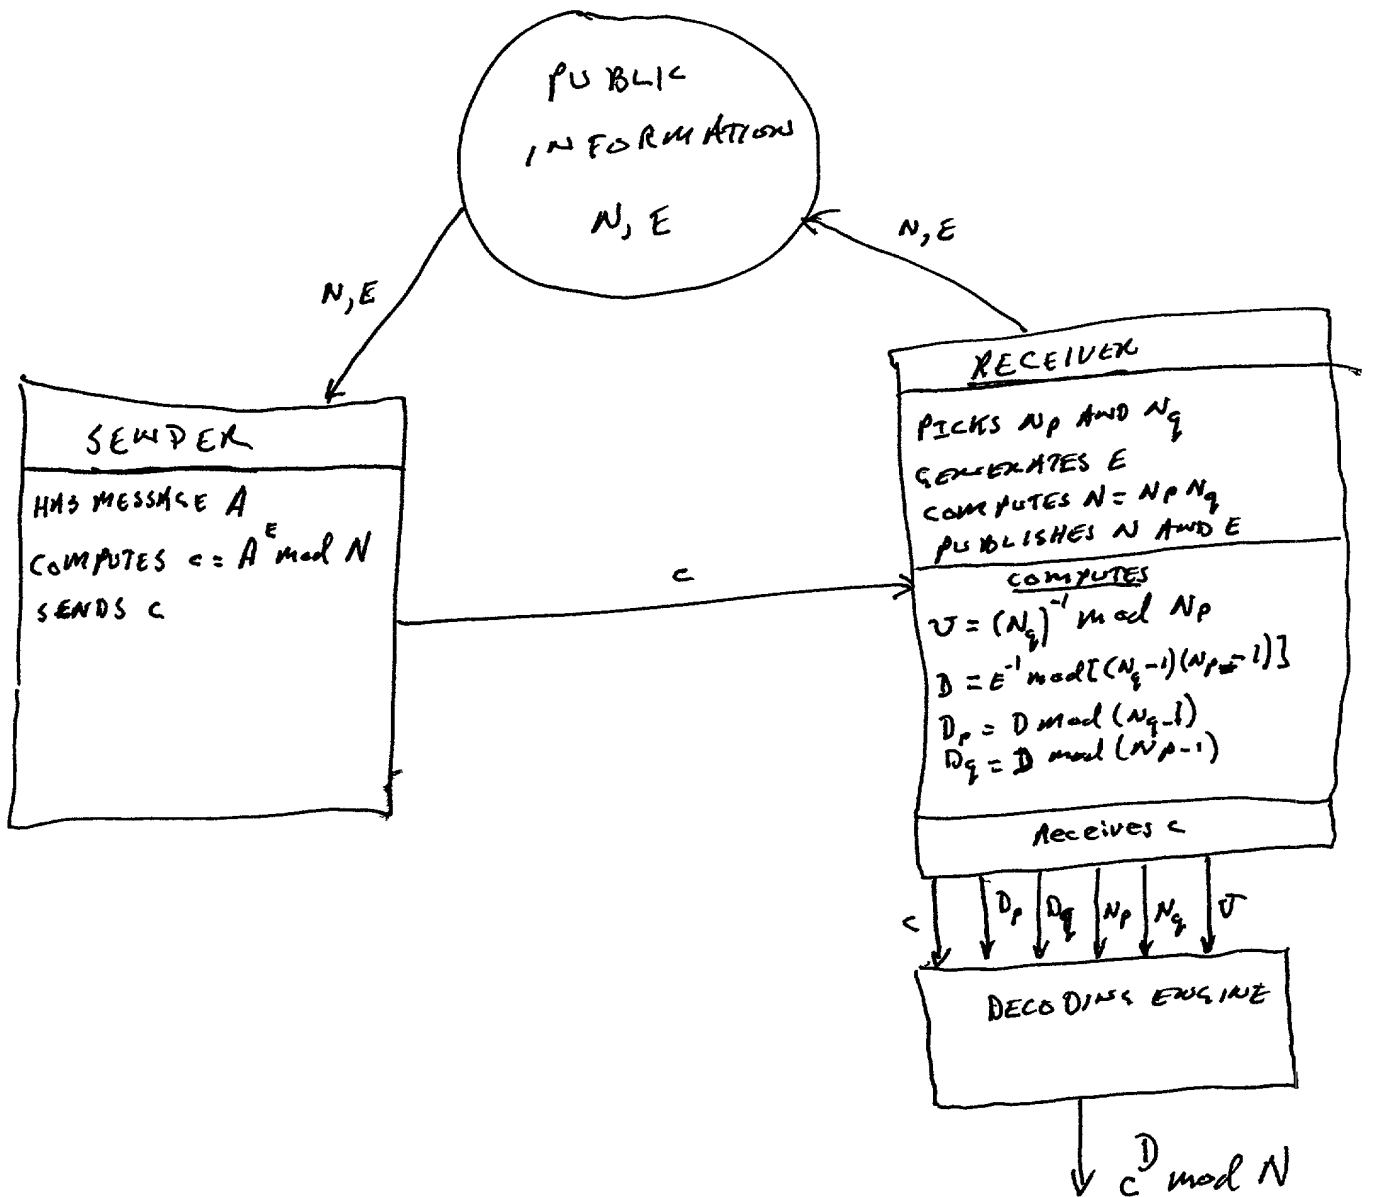 PUBLIC
INFORMATION
N, E
N, E
N, E
SENDER
HAS MESSAGE A
COMPUTES C = A^E mod N
SENDS C
C
RECEIVER
PICKS Np AND Nq
GENERATES E
COMPUTES N = Np Nq
PUBLISHES N AND E
COMPUTES
U = (Nq)^-1 mod Np
D = E^-1 mod [(Nq-1)(Np-1)]
Dp = D mod (Nq-1)
Dq = D mod (Np-1)
Receives C
C Dp Dq Np Nq U
DECODING ENGINE
C^D mod N